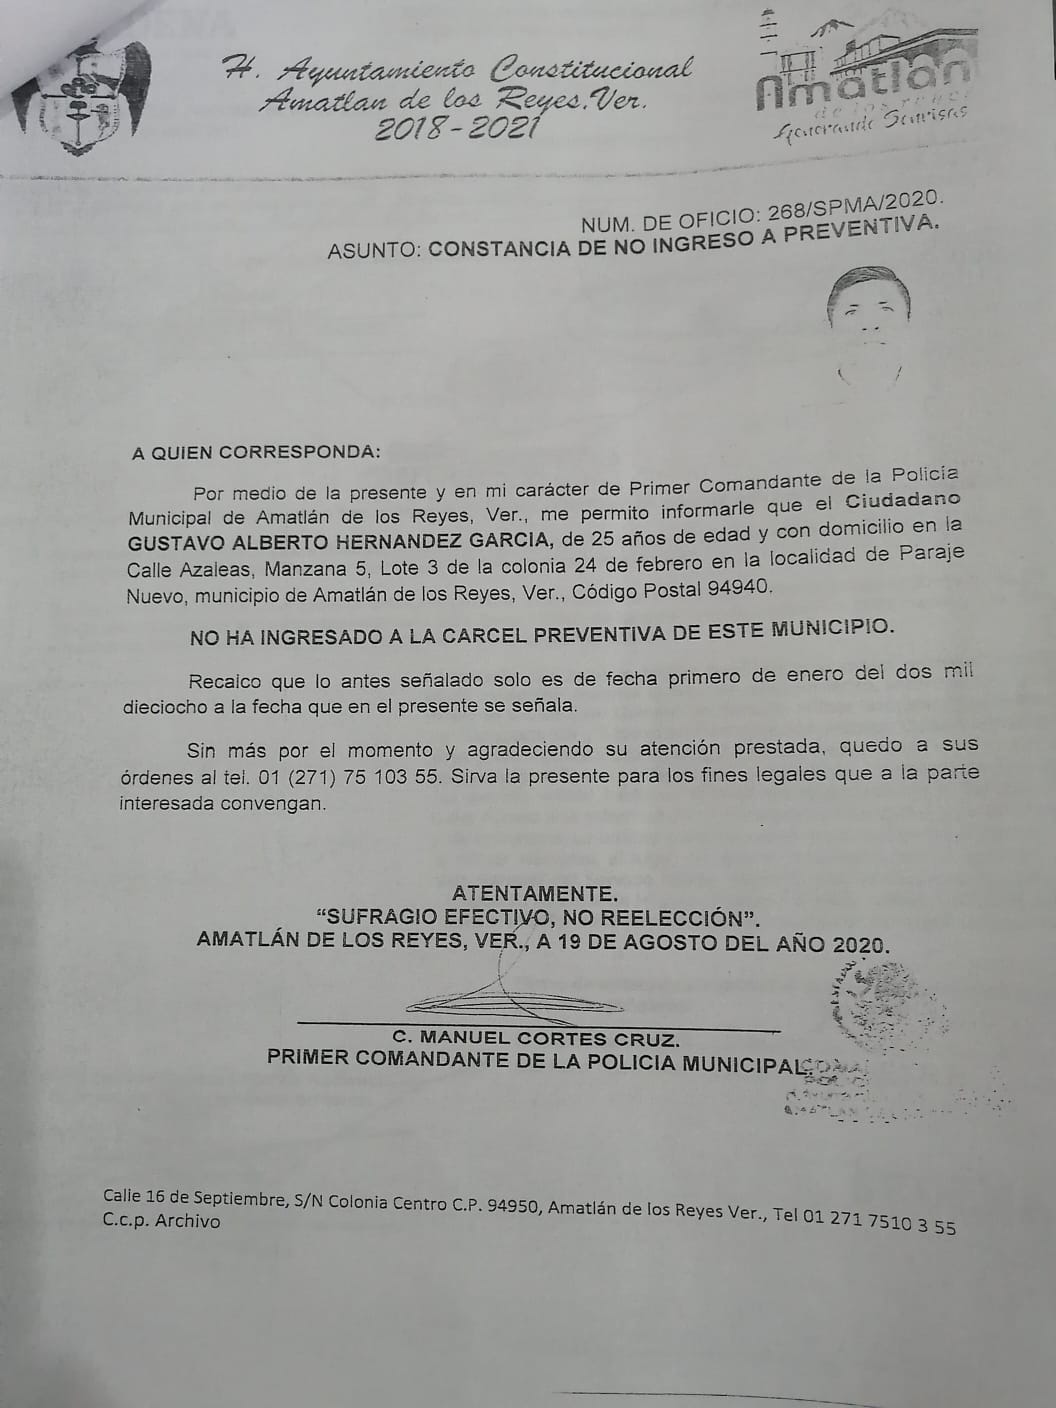 H. Ayuntamiento Constitucional
Amatlan de los Reyes, Ver.
2018-2021
Amatlán
de los reyes
Generando Sonrisas
NUM. DE OFICIO: 268/SPMA/2020.
ASUNTO: CONSTANCIA DE NO INGRESO A PREVENTIVA.
A QUIEN CORRESPONDA:
Por medio de la presente y en mi carácter de Primer Comandante de la Policía
Municipal de Amatlán de los Reyes, Ver., me permito informarle que el Ciudadano
GUSTAVO ALBERTO HERNANDEZ GARCIA, de 25 años de edad y con domicilio en la
Calle Azaleas, Manzana 5, Lote 3 de la colonia 24 de febrero en la localidad de Paraje
Nuevo, municipio de Amatlán de los Reyes, Ver., Código Postal 94940.
NO HA INGRESADO A LA CARCEL PREVENTIVA DE ESTE MUNICIPIO.
Recalco que lo antes señalado solo es de fecha primero de enero del dos mil
dieciocho a la fecha que en el presente se señala.
Sin más por el momento y agradeciendo su atención prestada, quedo a sus
órdenes al tel. 01 (271) 75 103 55. Sirva la presente para los fines legales que a la parte
interesada convengan.
ATENTAMENTE.
“SUFRAGIO EFECTIVO, NO REELECCIÓN”.
AMATLÁN DE LOS REYES, VER., A 19 DE AGOSTO DEL AÑO 2020.
C. MANUEL CORTES CRUZ.
PRIMER COMANDANTE DE LA POLICIA MUNICIPAL.
Calle 16 de Septiembre, S/N Colonia Centro C.P. 94950, Amatlán de los Reyes Ver., Tel 01 271 7510 3 55
C.c.p. Archivo